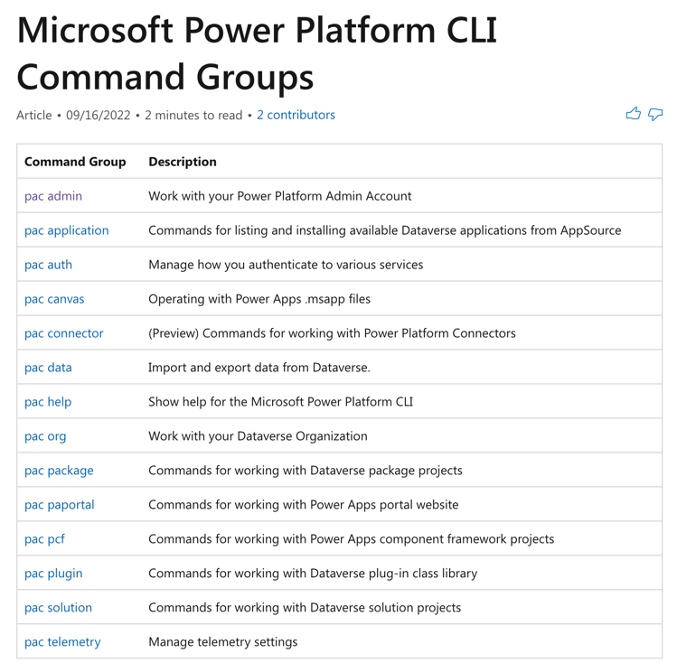 Microsoft Power Platform CLI
Command Groups
Article • 09/16/2022 • 2 minutes to read • 2 contributors
Command Group Description
pac admin Work with your Power Platform Admin Account
pac application Commands for listing and installing available Dataverse applications from AppSource
pac auth Manage how you authenticate to various services
pac canvas Operating with Power Apps .msapp files
pac connector (Preview) Commands for working with Power Platform Connectors
pac data Import and export data from Dataverse.
pac help Show help for the Microsoft Power Platform CLI
pac org Work with your Dataverse Organization
pac package Commands for working with Dataverse package projects
pac paportal Commands for working with Power Apps portal website
pac pcf Commands for working with Power Apps component framework projects
pac plugin Commands for working with Dataverse plug-in class library
pac solution Commands for working with Dataverse solution projects
pac telemetry Manage telemetry settings